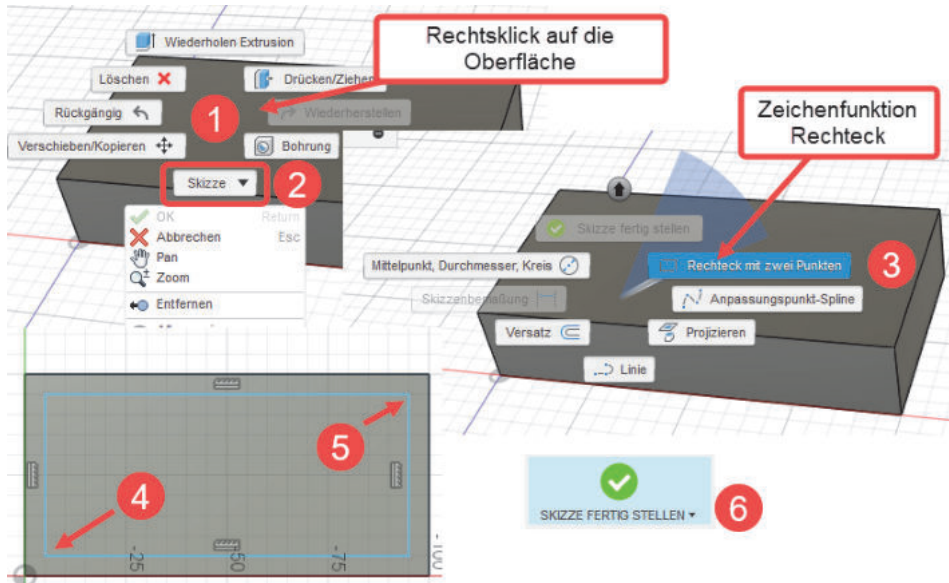 Rechtsklick auf die
Oberfläche
Wiederholen Extrusion
Löschen
Drücken/Ziehen
Rückgängig
1
Wiederherstellen
Verschieben/Kopieren
Bohrung
Skizze
2
OK Return
Abbrechen Esc
Pan
Zoom
Entfernen
Zeichenfunktion
Rechteck
Skizze fertig stellen
Mittelpunkt, Durchmesser, Kreis
Rechteck mit zwei Punkten
3
Skizzenbemaßung
Anpassungspunkt-Spline
Versatz
Projizieren
Linie
5
4
-25
-50
-75
-100
SKIZZE FERTIG STELLEN
6